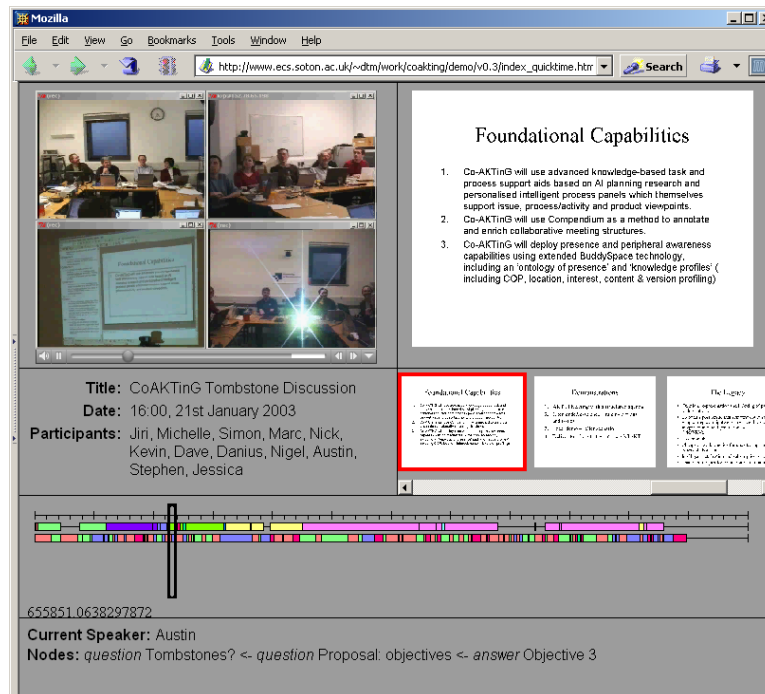 Mozilla
File Edit View Go Bookmarks Tools Window Help
http://www.ecs.soton.ac.uk/~dtm/work/coakting/demo/v0.3/index_quicktime.htm
Search
Foundational Capabilities
Foundational Capabilities
1. Co-AKTinG will use advanced knowledge-based task and
process support aids based on AI planning research and
personalised intelligent process panels which themselves
support issue, process/activity and product viewpoints.
2. Co-AKTinG will use Compendium as a method to annotate
and enrich collaborative meeting structures.
3. Co-AKTinG will deploy presence and peripheral awareness
capabilities using extended BuddySpace technology,
including an 'ontology of presence' and 'knowledge profiles' (
including COP, location, interest, content & version profiling)
Title: CoAKTinG Tombstone Discussion
Date: 16:00, 21st January 2003
Participants: Jiri, Michelle, Simon, Marc, Nick,
Kevin, Dave, Danius, Nigel, Austin,
Stephen, Jessica
Foundational Capabilities
Demonstrations
The Legacy
655851.0638297872
Current Speaker: Austin
Nodes: question Tombstones? <- question Proposal: objectives <- answer Objective 3